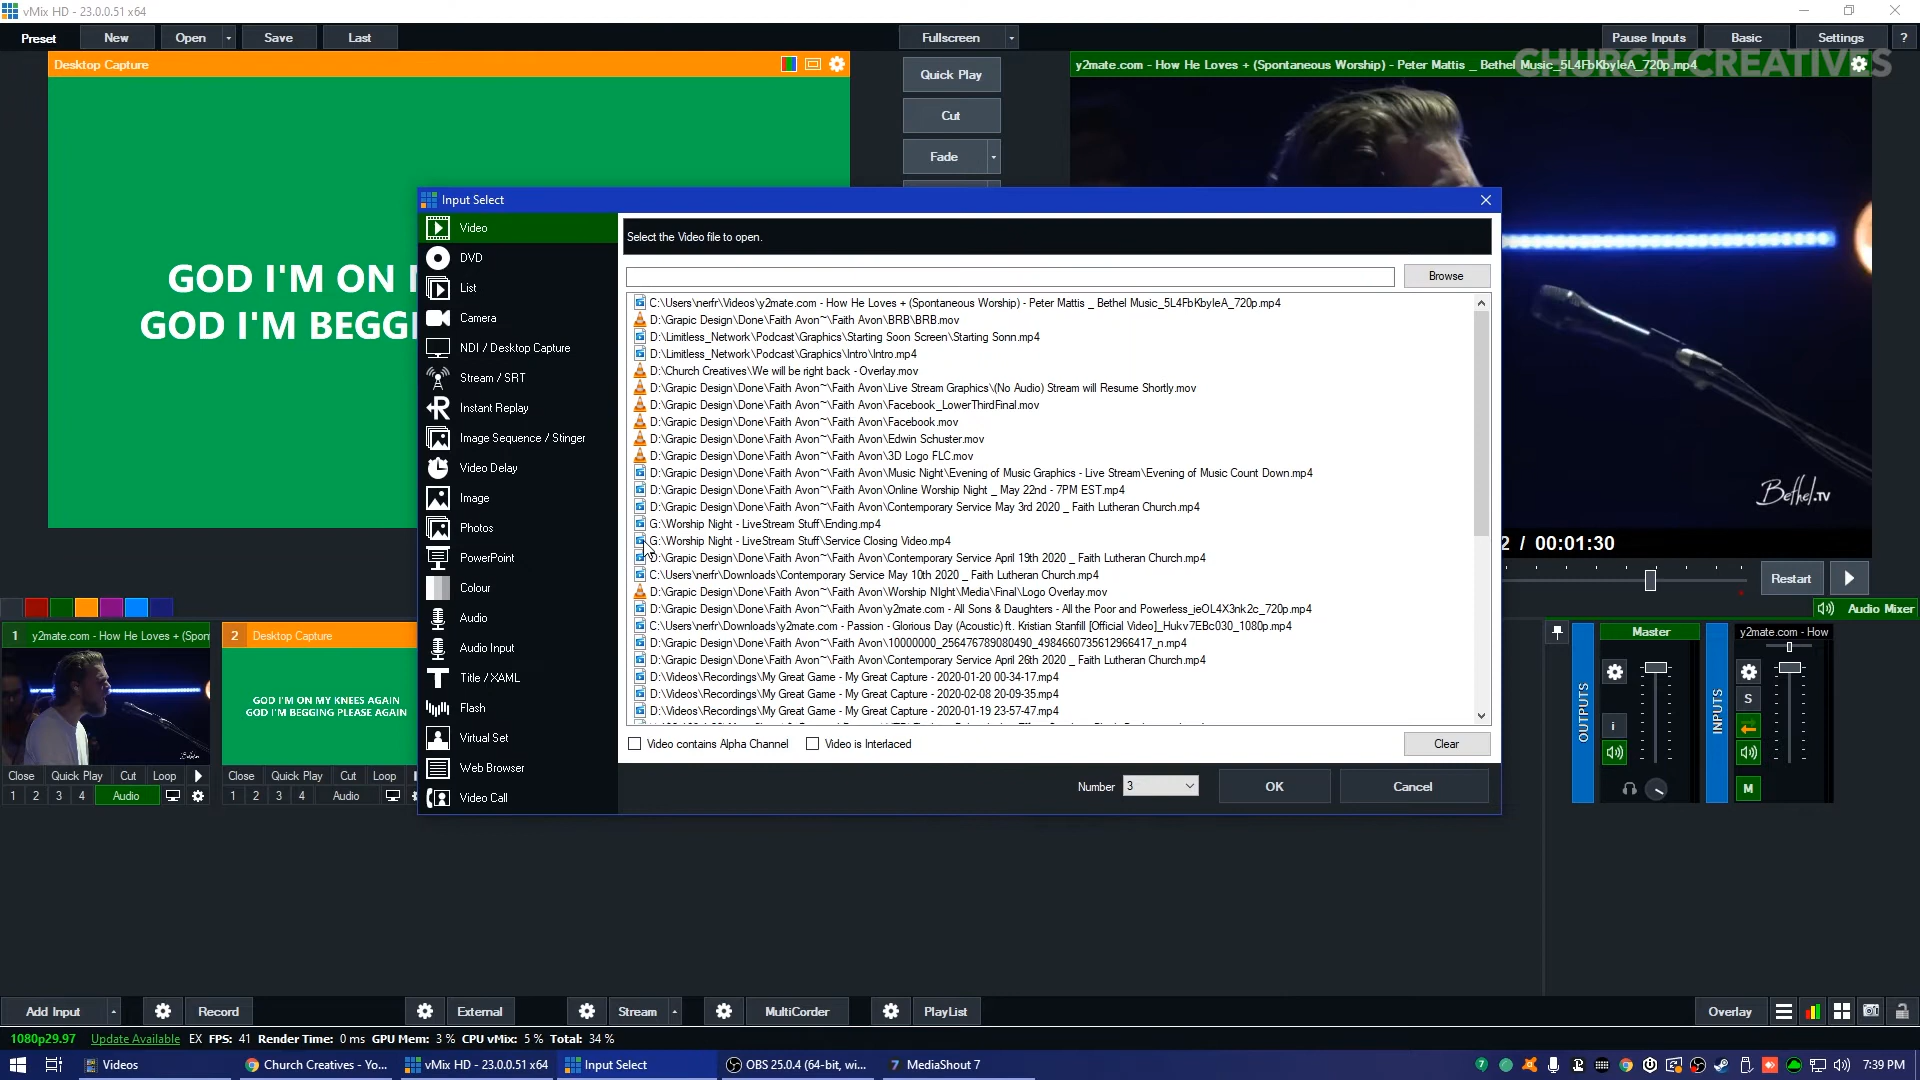 vMix HD - 23.0.0.51 x64
Preset New Open Save Last Fullscreen Pause Inputs Basic Settings ?
CHURCH CREATIVES
Desktop Capture
y2mate.com - How He Loves + (Spontaneous Worship) - Peter Mattis _ Bethel Music_5L4FbKbyleA_720p.mp4
Quick Play
Cut
Fade
GOD I'M ON
GOD I'M BEGGI
Bethel.TV
Input Select
Video
DVD
List
Camera
NDI / Desktop Capture
Stream / SRT
Instant Replay
Image Sequence / Stinger
Video Delay
Image
Photos
PowerPoint
Colour
Audio
Audio Input
Title / XAML
Flash
Virtual Set
Web Browser
Video Call
Select the Video file to open.
Browse
C:\Users\nerfr\Videos\y2mate.com - How He Loves + (Spontaneous Worship) - Peter Mattis _ Bethel Music_5L4FbKbyleA_720p.mp4
D:\Grapic Design\Done\Faith Avon~\Faith Avon\BRB\BRB.mov
D:\Limitless_Network\Podcast\Graphics\Starting Soon Screen\Starting Sonn.mp4
D:\Limitless_Network\Podcast\Graphics\Intro\Intro.mp4
D:\Church Creatives\We will be right back - Overlay.mov
D:\Grapic Design\Done\Faith Avon~\Faith Avon\Live Stream Graphics\(No Audio) Stream will Resume Shortly.mov
D:\Grapic Design\Done\Faith Avon~\Faith Avon\Facebook_LowerThirdFinal.mov
D:\Grapic Design\Done\Faith Avon~\Faith Avon\Facebook.mov
D:\Grapic Design\Done\Faith Avon~\Faith Avon\Edwin Schuster.mov
D:\Grapic Design\Done\Faith Avon~\Faith Avon\3D Logo FLC.mov
D:\Grapic Design\Done\Faith Avon~\Faith Avon\Music Night\Evening of Music Graphics - Live Stream\Evening of Music Count Down.mp4
D:\Grapic Design\Done\Faith Avon~\Faith Avon\Online Worship Night _ May 22nd - 7PM EST.mp4
D:\Grapic Design\Done\Faith Avon~\Faith Avon\Contemporary Service May 3rd 2020 _ Faith Lutheran Church.mp4
G:\Worship Night - LiveStream Stuff\Ending.mp4
G:\Worship Night - LiveStream Stuff\Service Closing Video.mp4
D:\Grapic Design\Done\Faith Avon~\Faith Avon\Contemporary Service April 19th 2020 _ Faith Lutheran Church.mp4
C:\Users\nerfr\Downloads\Contemporary Service May 10th 2020 _ Faith Lutheran Church.mp4
D:\Grapic Design\Done\Faith Avon~\Faith Avon\Worship NIght\Media\Final\Logo Overlay.mov
D:\Grapic Design\Done\Faith Avon~\Faith Avon\y2mate.com - All Sons & Daughters - All the Poor and Powerless_ieOL4X3nk2c_720p.mp4
C:\Users\nerfr\Downloads\y2mate.com - Passion - Glorious Day (Acoustic) ft. Kristian Stanfill [Official Video]_Hukv7EBc030_1080p.mp4
D:\Grapic Design\Done\Faith Avon~\Faith Avon\10000000_256476789080490_4984660735612966417_n.mp4
D:\Grapic Design\Done\Faith Avon~\Faith Avon\Contemporary Service April 26th 2020 _ Faith Lutheran Church.mp4
D:\Videos\Recordings\My Great Game - My Great Capture - 2020-01-20 00-34-17.mp4
D:\Videos\Recordings\My Great Game - My Great Capture - 2020-02-08 20-09-35.mp4
D:\Videos\Recordings\My Great Game - My Great Capture - 2020-01-19 23-57-47.mp4
Video contains Alpha Channel Video is Interlaced Clear
Number 3 OK Cancel
2 / 00:01:30
Restart
Audio Mixer
1 y2mate.com - How He Loves + (Spon
2 Desktop Capture
GOD I'M ON MY KNEES AGAIN
GOD I'M BEGGING PLEASE AGAIN
Bethel
Close Quick Play Cut Loop
1 2 3 4 Audio
Close Quick Play Cut Loop
1 2 3 4 Audio
OUTPUTS
Master
i
INPUTS
y2mate.com - How
S
M
Add Input Record External Stream MultiCorder PlayList Overlay
1080p29.97 Update Available EX FPS: 41 Render Time: 0 ms GPU Mem: 3 % CPU vMix: 5 % Total: 34 %
Videos Church Creatives - Yo... vMix HD - 23.0.0.51 x64 Input Select OBS 25.0.4 (64-bit, wi... 7 MediaShout 7 7:39 PM